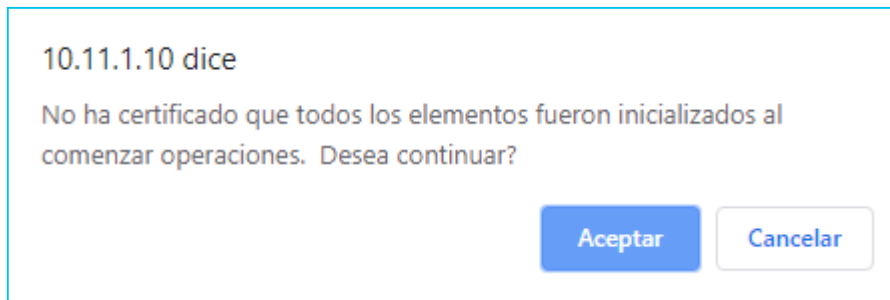 10.11.1.10 dice
No ha certificado que todos los elementos fueron inicializados al
comenzar operaciones.  Desea continuar?
Aceptar
Cancelar